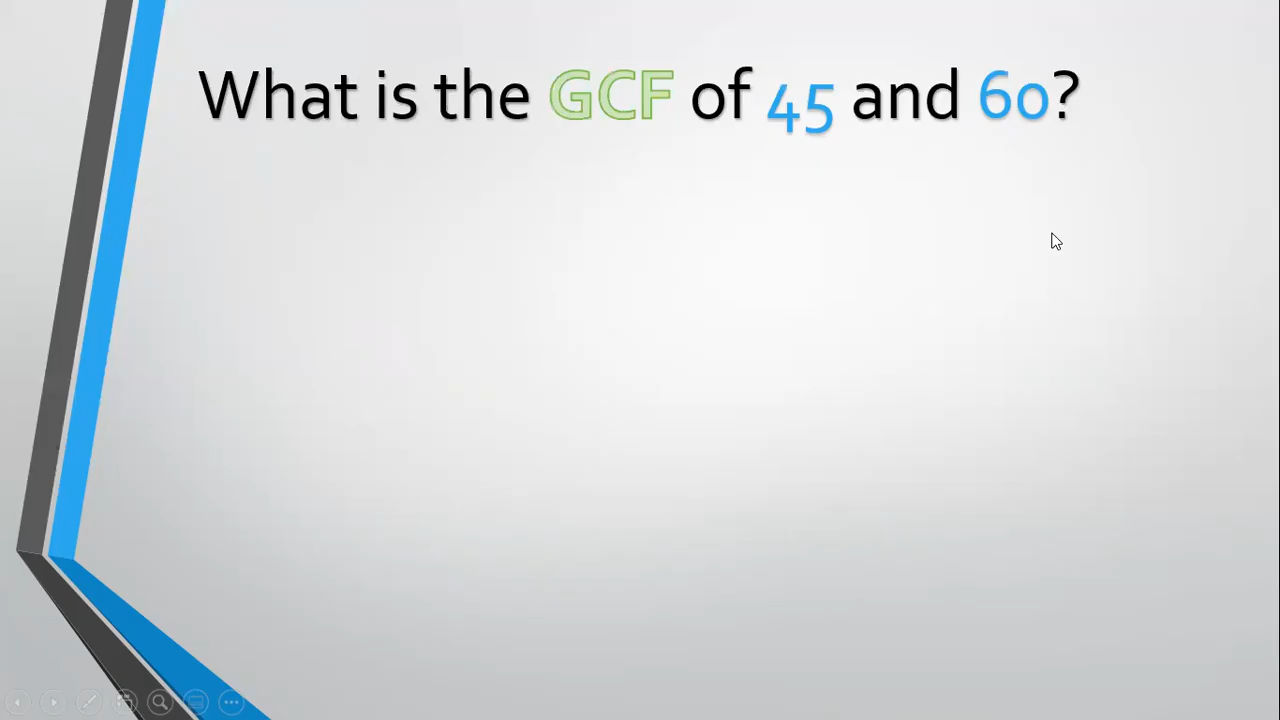 What is the GCF of 45 and 60?